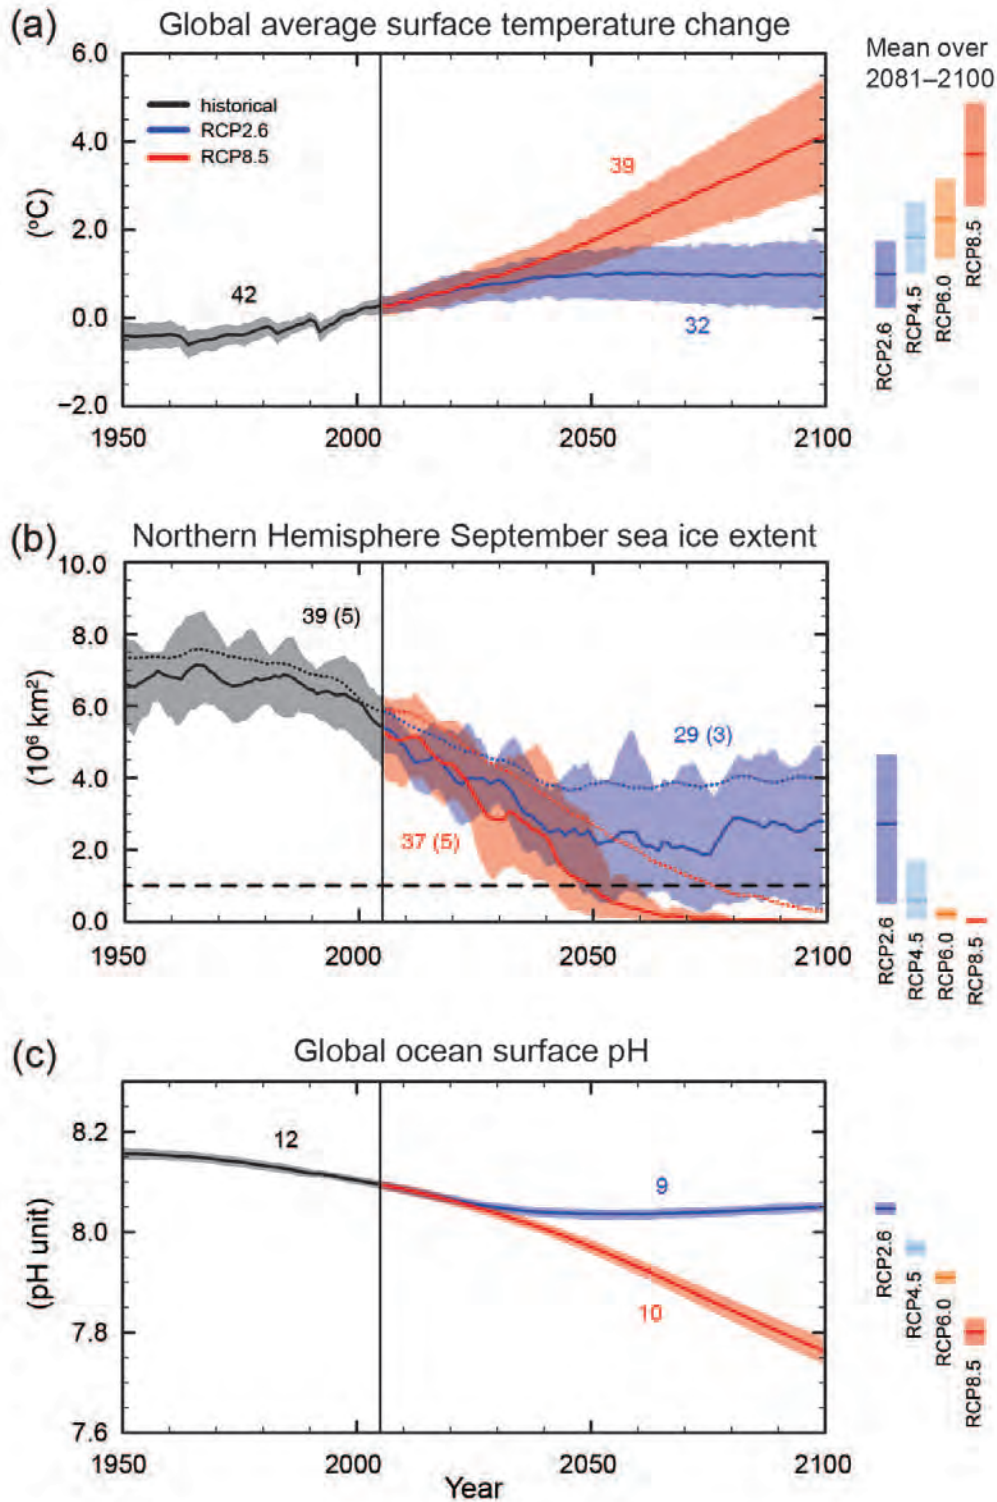 (a) Global average surface temperature change
Mean over
2081–2100
6.0
4.0
2.0
0.0
−2.0
(ºC)
historical
RCP2.6
RCP8.5
42
39
32
1950 2000 2050 2100
RCP2.6
RCP4.5
RCP6.0
RCP8.5
(b) Northern Hemisphere September sea ice extent
10.0
8.0
6.0
4.0
2.0
0.0
(10⁶ km²)
39 (5)
29 (3)
37 (5)
1950 2000 2050 2100
RCP2.6
RCP4.5
RCP6.0
RCP8.5
(c) Global ocean surface pH
8.2
8.0
7.8
7.6
(pH unit)
12
9
10
1950 2000 2050 2100
Year
RCP2.6
RCP4.5
RCP6.0
RCP8.5